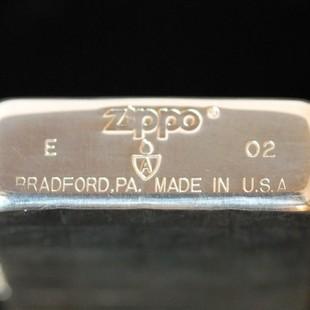 Zippo®
E 02
A
BRADFORD,PA. MADE IN U.S.A